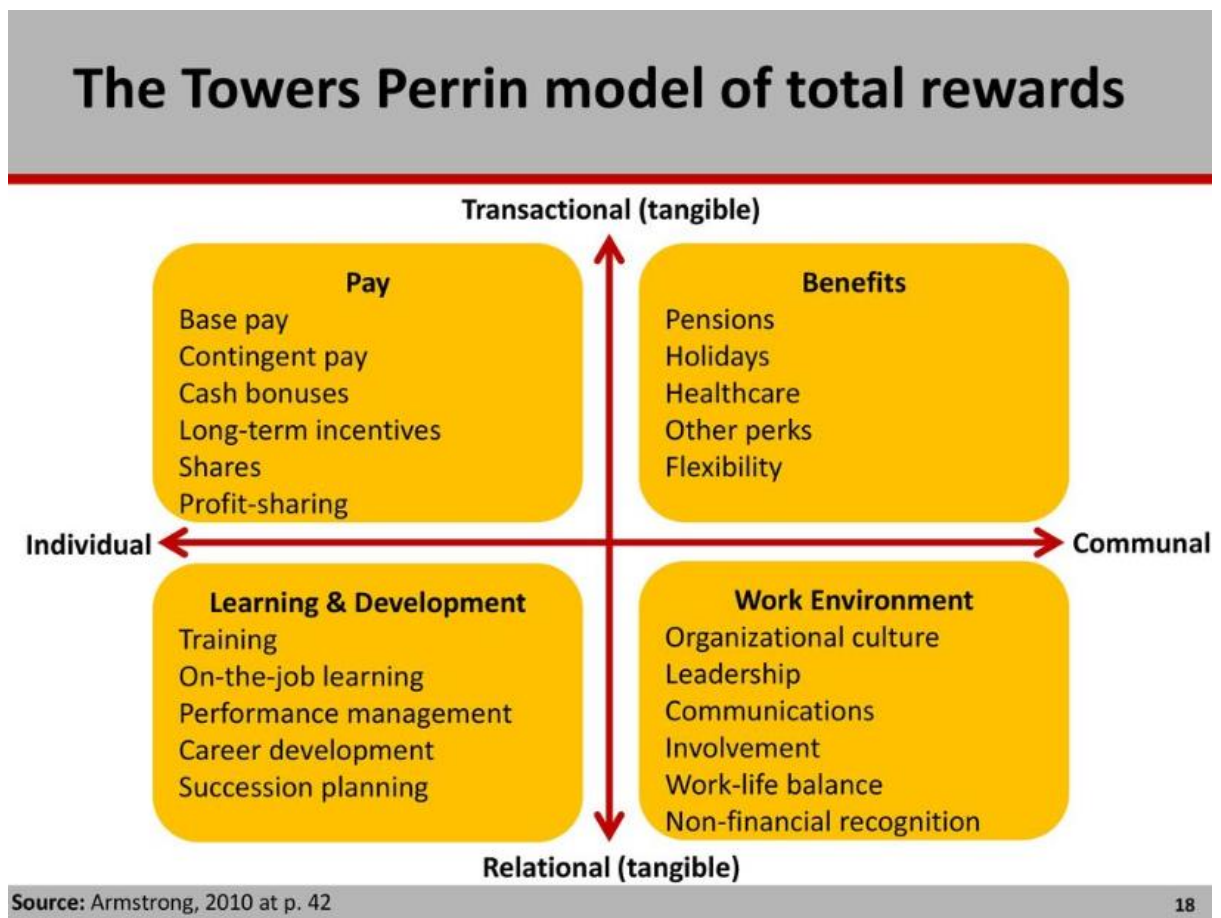 The Towers Perrin model of total rewards
Transactional (tangible)
Pay
Base pay
Contingent pay
Cash bonuses
Long-term incentives
Shares
Profit-sharing
Benefits
Pensions
Holidays
Healthcare
Other perks
Flexibility
Individual
Communal
Learning & Development
Training
On-the-job learning
Performance management
Career development
Succession planning
Work Environment
Organizational culture
Leadership
Communications
Involvement
Work-life balance
Non-financial recognition
Relational (tangible)
Source: Armstrong, 2010 at p. 42
18